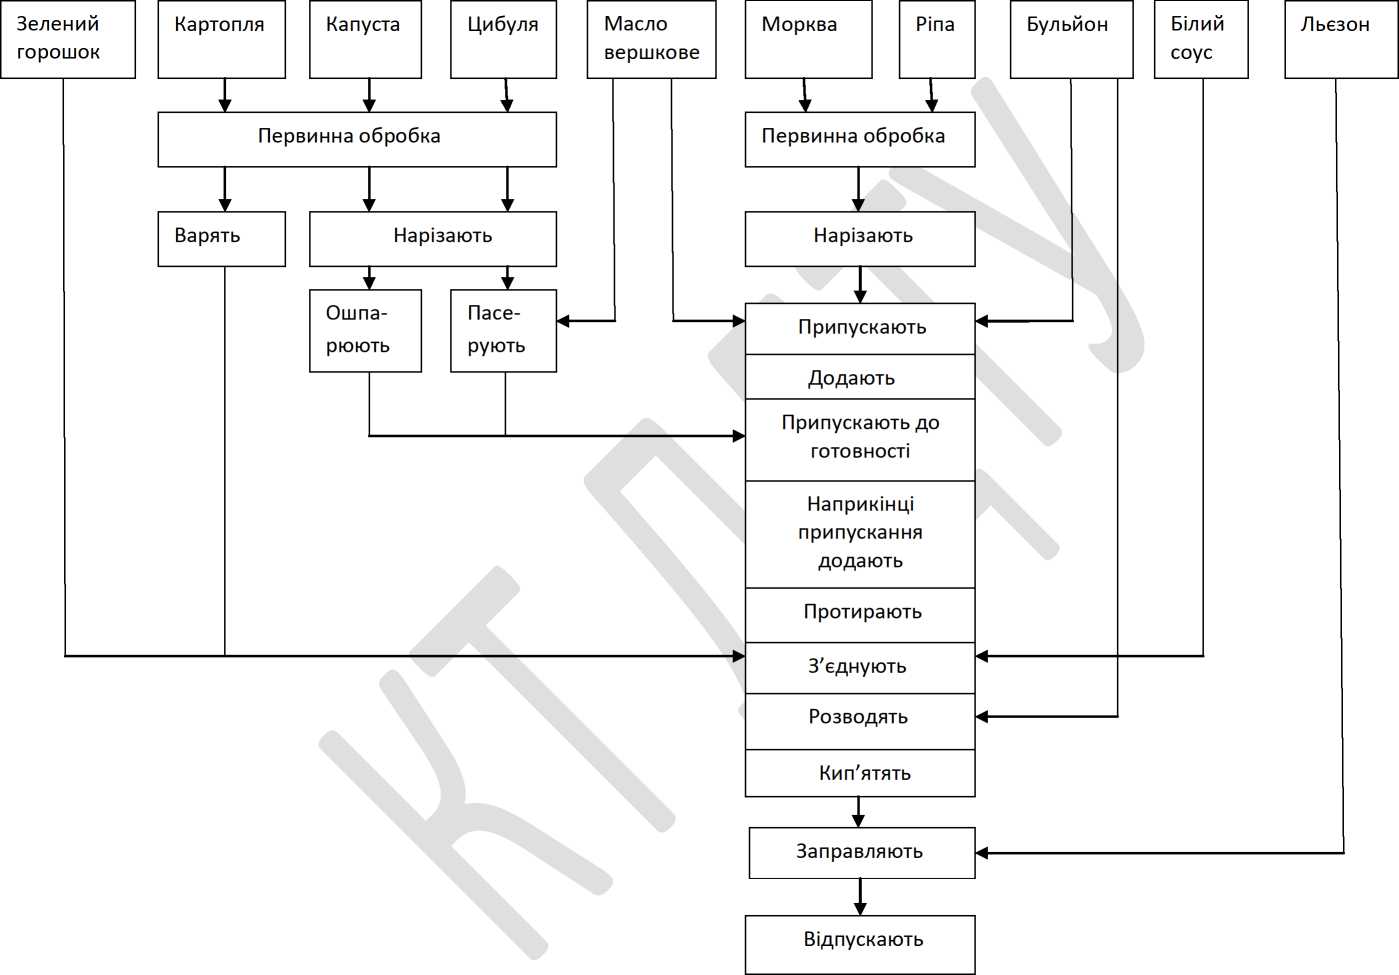 Зелений
горошок
Картопля
Капуста
Цибуля
Масло
вершкове
Морква
Ріпа
Бульйон
Білий
соус
Льєзон
Первинна обробка
Первинна обробка
Варять
Нарізають
Нарізають
Ошпа-
рюють
Пасе-
рують
Припускають
Додають
Припускають до
готовності
Наприкінці
припускання
додають
Протирають
З’єднують
Розводять
Кип’ятять
Заправляють
Відпускають